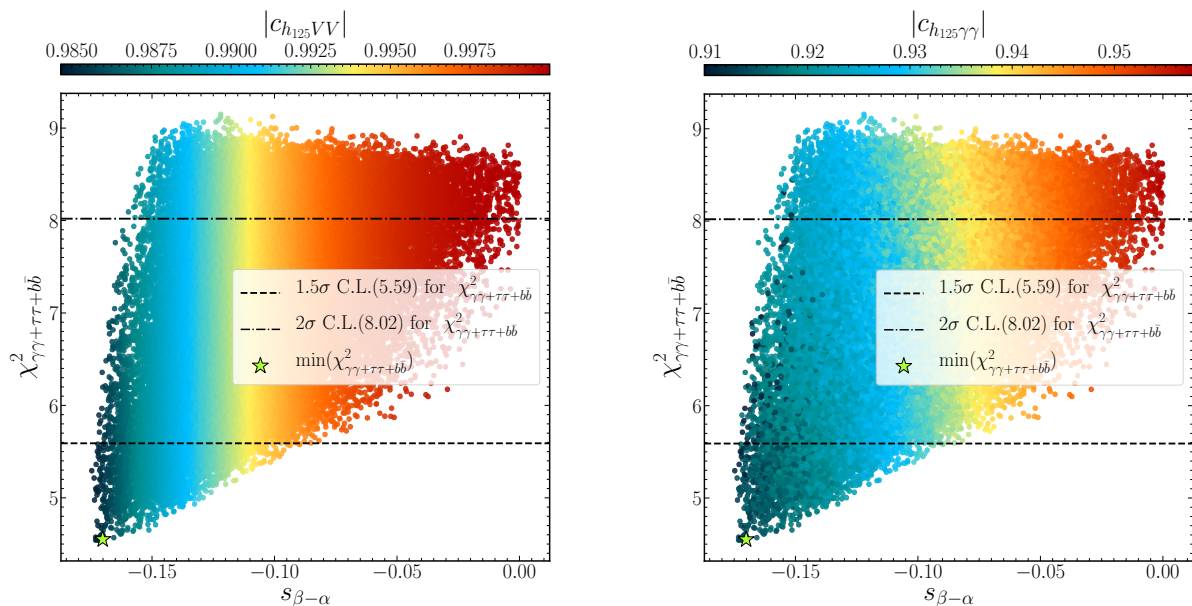 |c_{h_{125}VV}|
0.9850 0.9875 0.9900 0.9925 0.9950 0.9975
9
8
7
6
5
χ²_{γγ+ττ+bb̄}
1.5σ C.L.(5.59) for χ²_{γγ+ττ+bb̄}
2σ C.L.(8.02) for χ²_{γγ+ττ+bb̄}
min(χ²_{γγ+ττ+bb̄})
−0.15 −0.10 −0.05 0.00
s_{β−α}
|c_{h_{125}γγ}|
0.91 0.92 0.93 0.94 0.95
9
8
7
6
5
χ²_{γγ+ττ+bb̄}
1.5σ C.L.(5.59) for χ²_{γγ+ττ+bb̄}
2σ C.L.(8.02) for χ²_{γγ+ττ+bb̄}
min(χ²_{γγ+ττ+bb̄})
−0.15 −0.10 −0.05 0.00
s_{β−α}